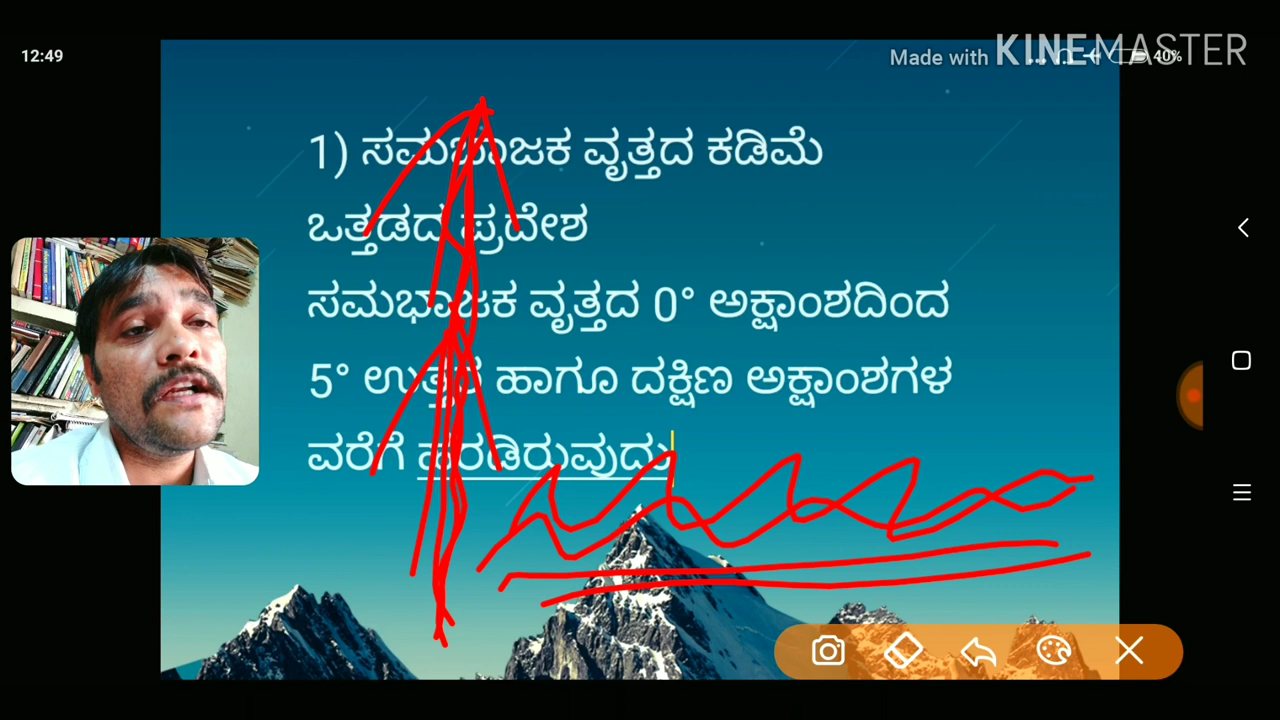 12:49
Made with KINEMASTER
40%
1) ಸಮಭಾಜಕ ವೃತ್ತದ ಕಡಿಮೆ
ಒತ್ತಡದ ಪ್ರದೇಶ
ಸಮಭಾಜಕ ವೃತ್ತದ 0° ಅಕ್ಷಾಂಶದಿಂದ
5° ಉತ್ತರ ಹಾಗೂ ದಕ್ಷಿಣ ಅಕ್ಷಾಂಶಗಳ
ವರೆಗೆ ಹರಡಿರುವುದು